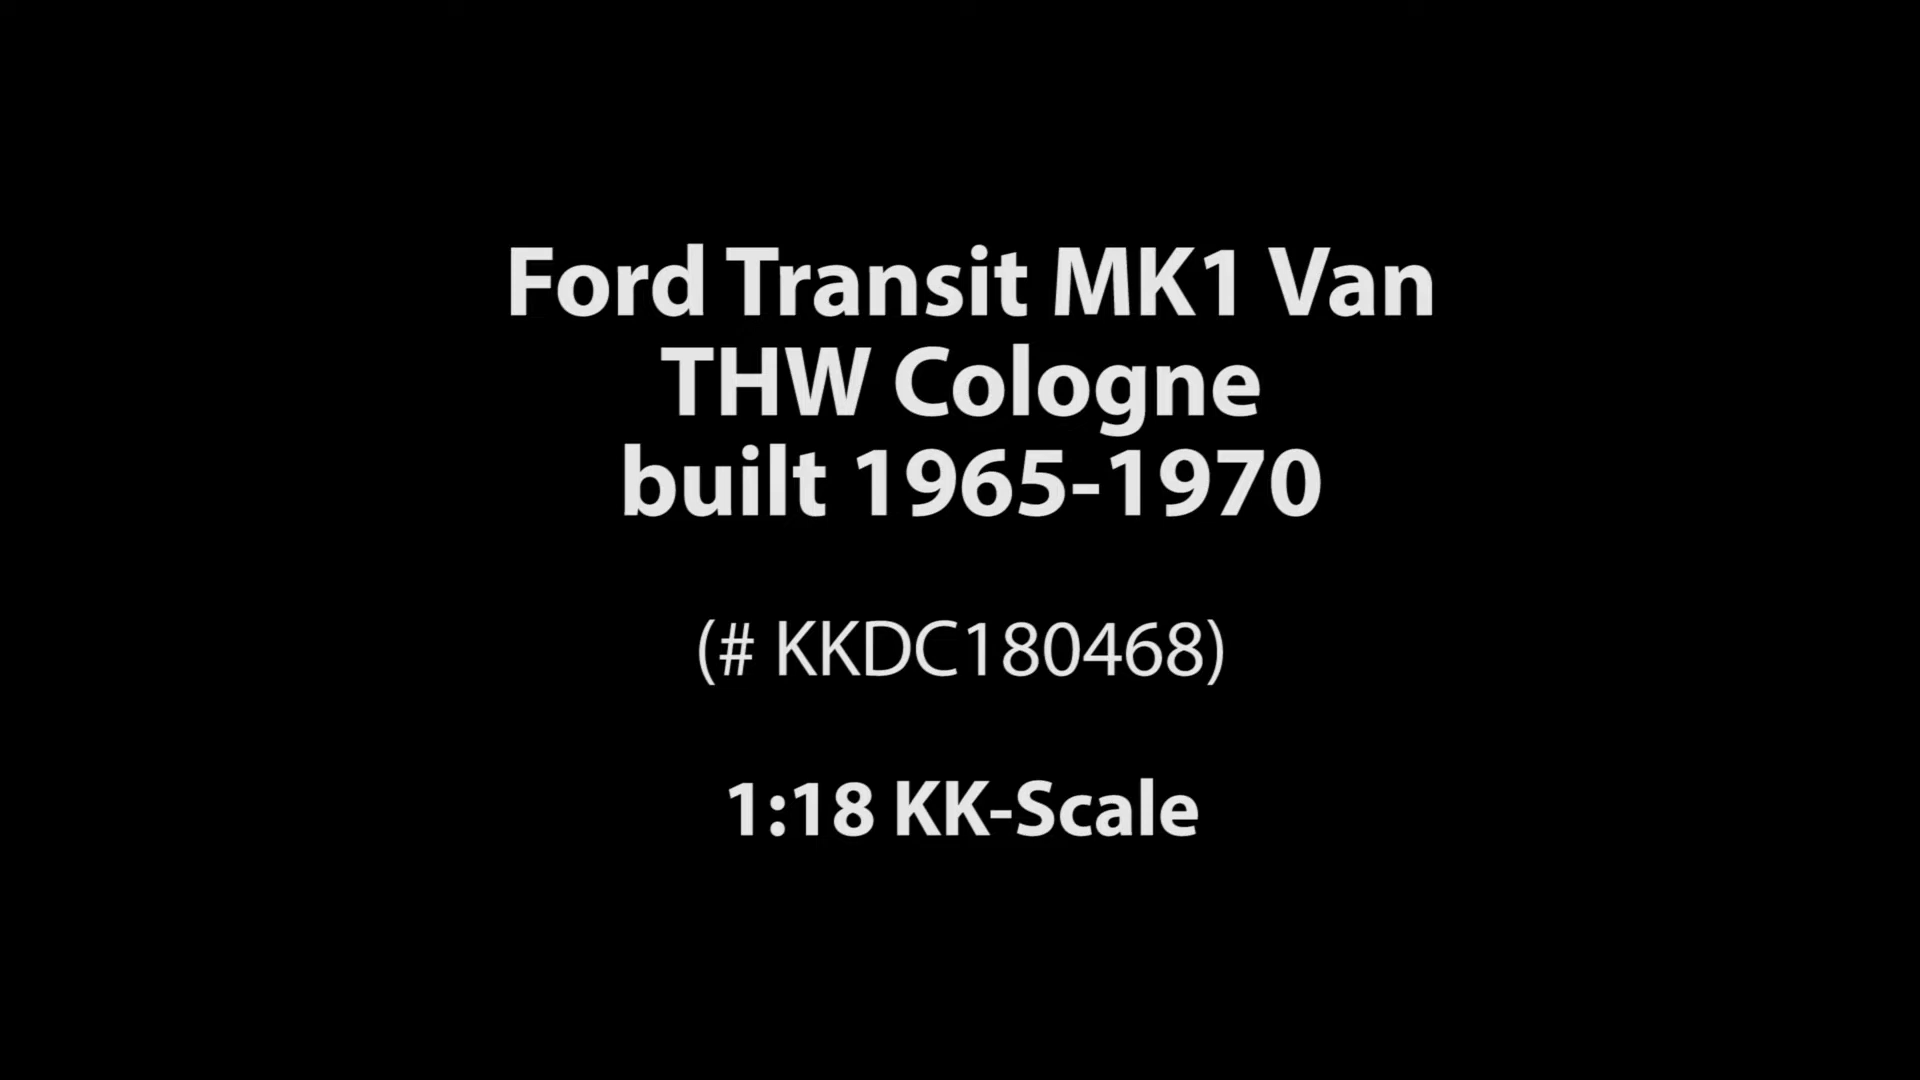 Ford Transit MK1 Van
THW Cologne
built 1965-1970
(# KKDC180468)
1:18 KK-Scale